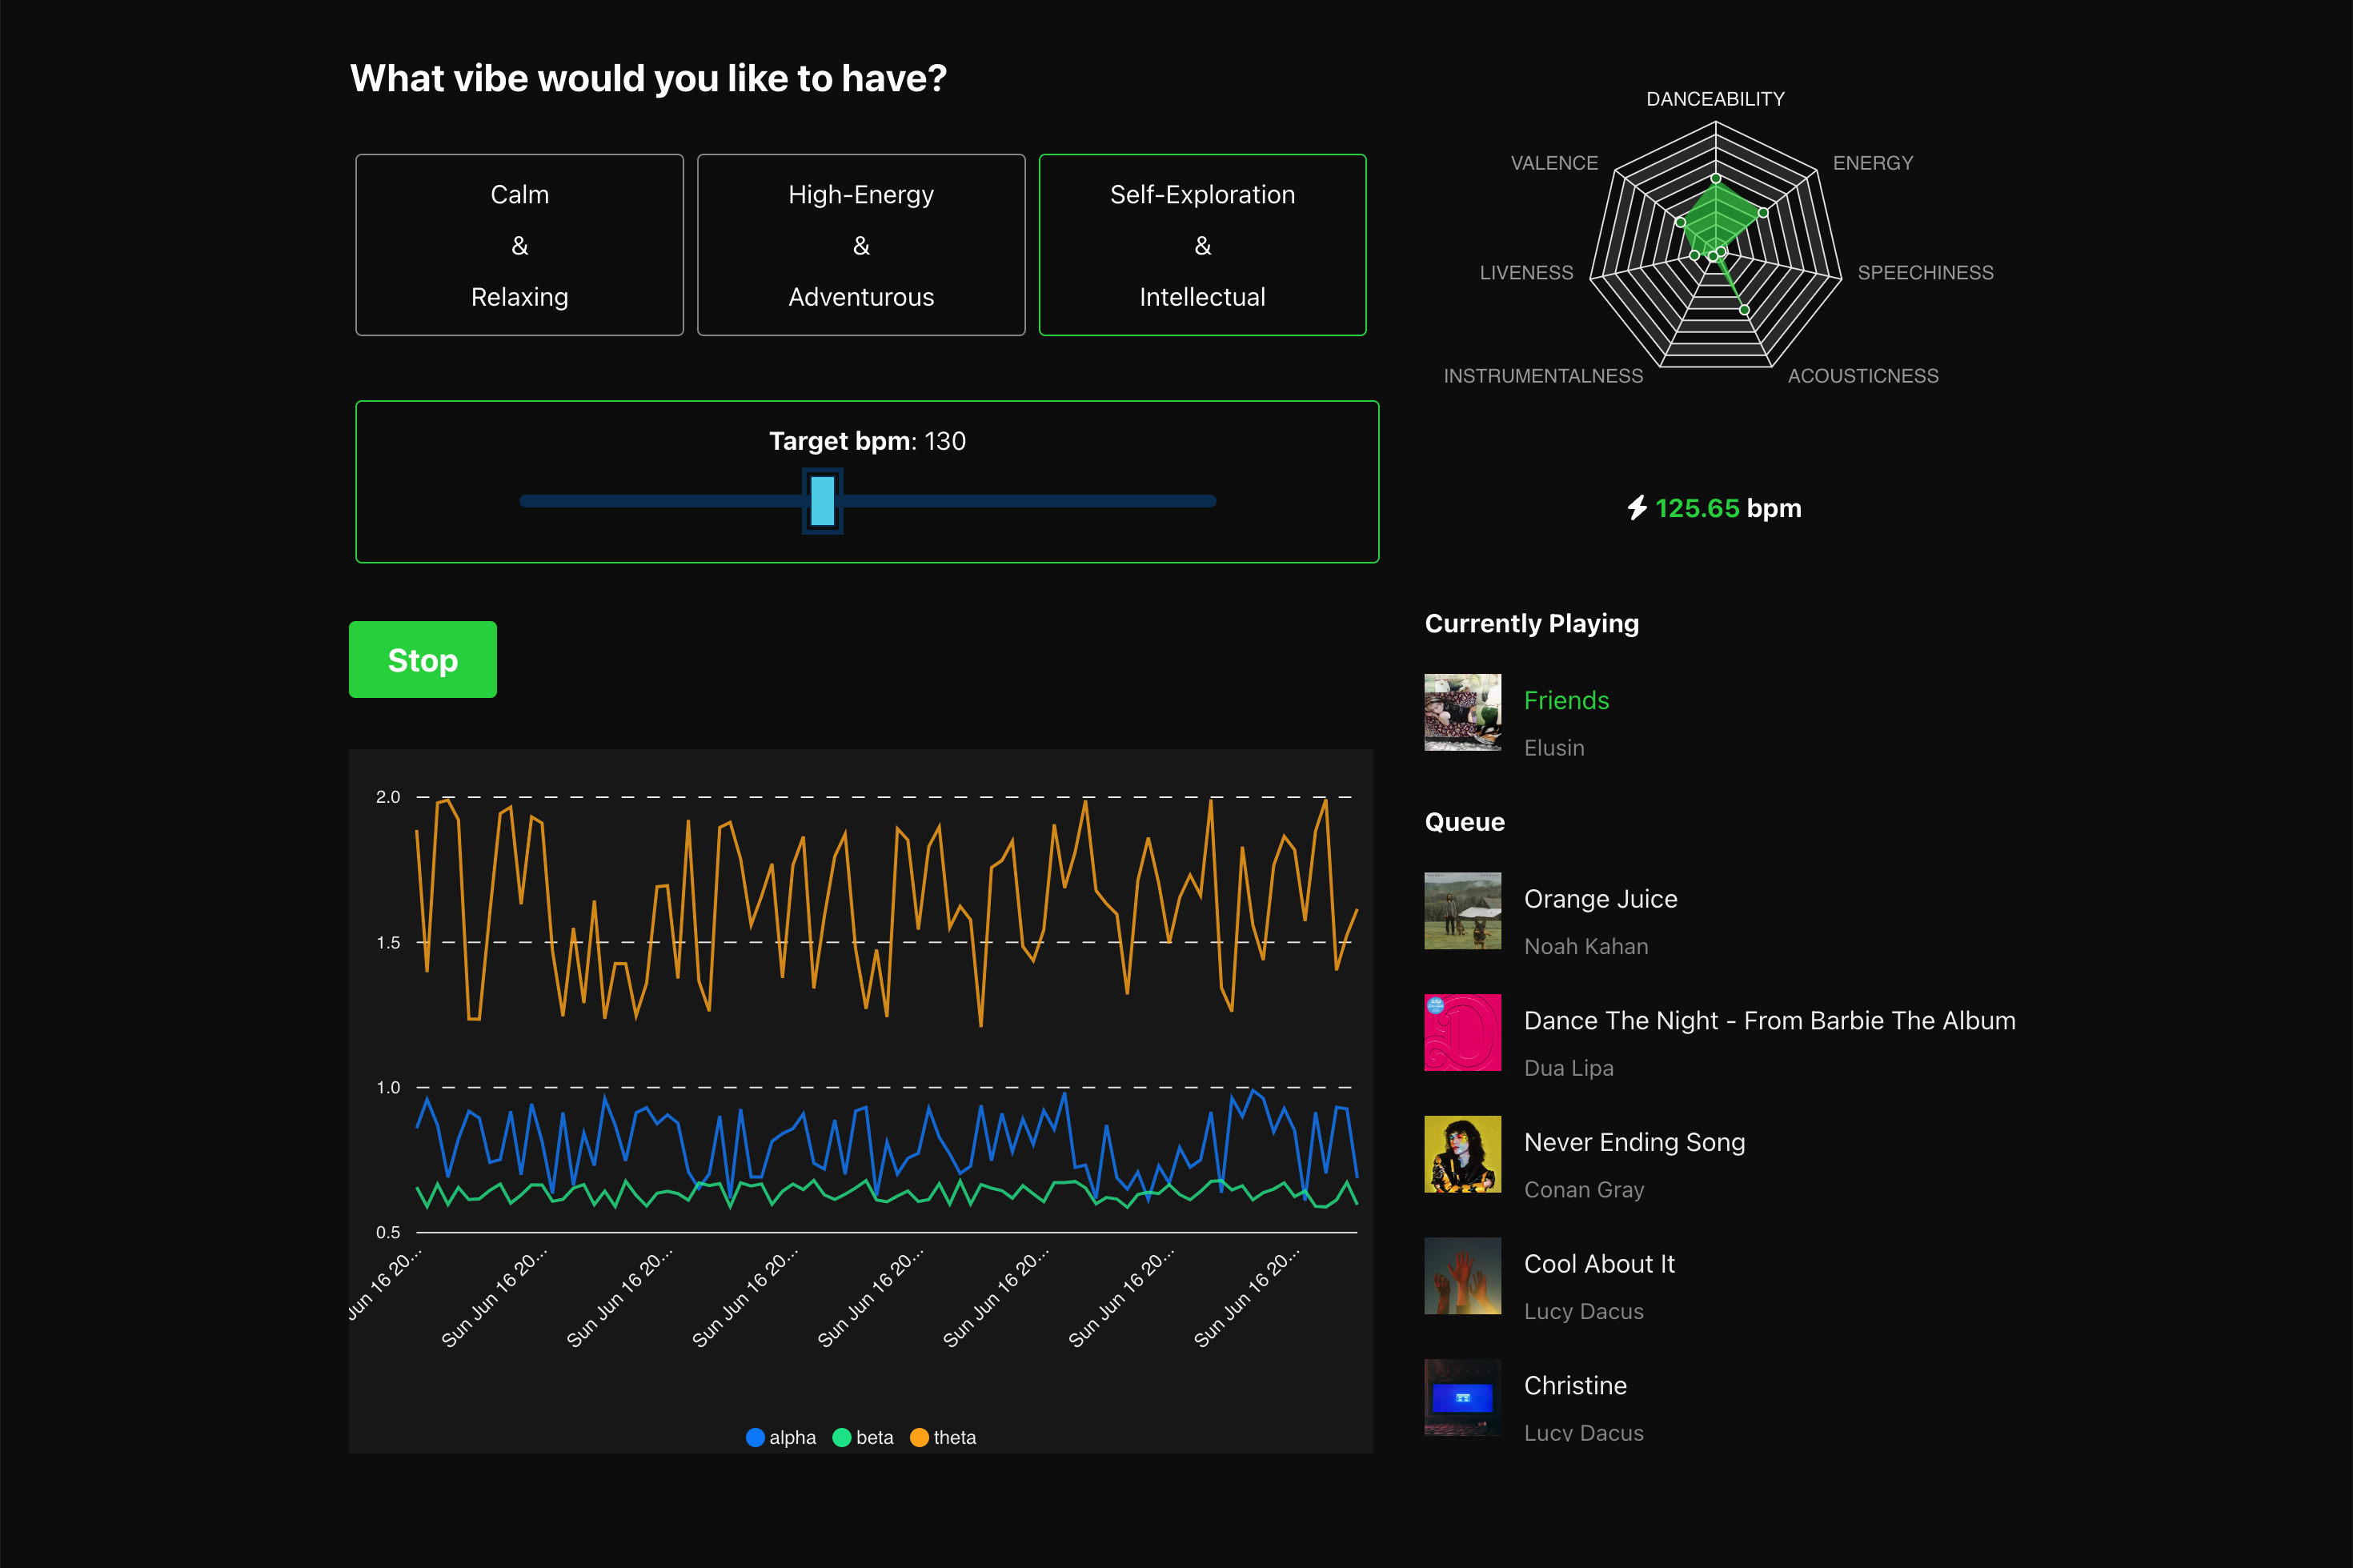 What vibe would you like to have?
Calm
&
Relaxing
High-Energy
&
Adventurous
Self-Exploration
&
Intellectual
Target bpm: 130
Stop
2.0
1.5
1.0
0.5
Jun 16 20...
Sun Jun 16 20...
Sun Jun 16 20...
Sun Jun 16 20...
Sun Jun 16 20...
Sun Jun 16 20...
Sun Jun 16 20...
Sun Jun 16 20...
alpha beta theta
DANCEABILITY
VALENCE
ENERGY
LIVENESS
SPEECHINESS
INSTRUMENTALNESS
ACOUSTICNESS
125.65 bpm
Currently Playing
Friends
Elusin
Queue
Orange Juice
Noah Kahan
Dance The Night - From Barbie The Album
Dua Lipa
Never Ending Song
Conan Gray
Cool About It
Lucy Dacus
Christine
Lucy Dacus